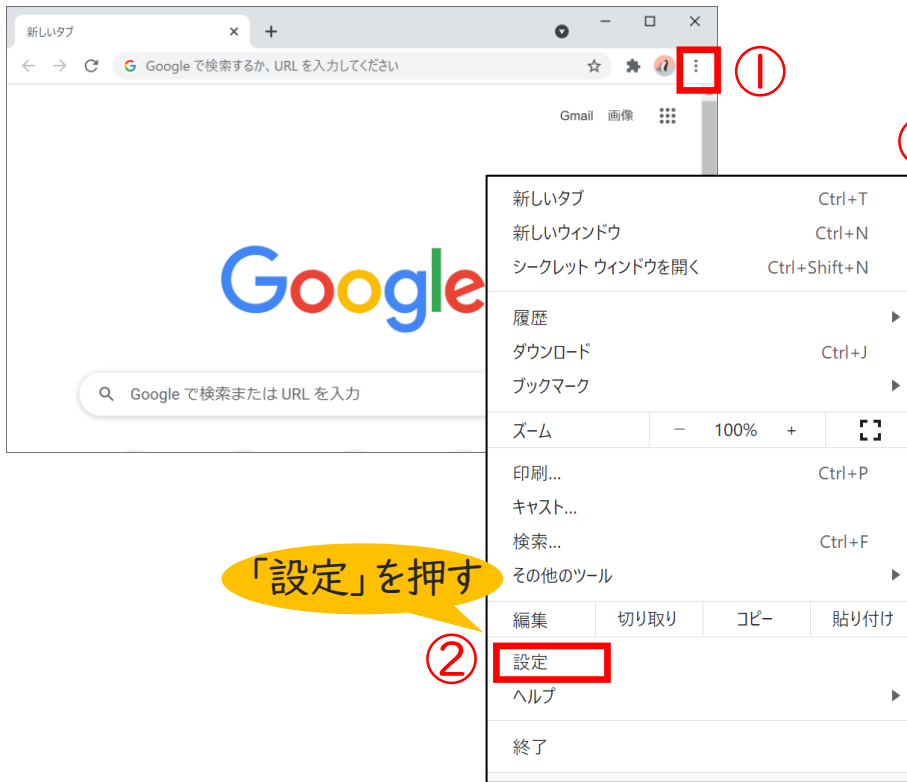 新しいタブ
Google で検索するか、URL を入力してください
①
Gmail 画像
Google
Google で検索または URL を入力
新しいタブ Ctrl+T
新しいウィンドウ Ctrl+N
シークレット ウィンドウを開く Ctrl+Shift+N
履歴
ダウンロード Ctrl+J
ブックマーク
ズーム － 100% +
印刷... Ctrl+P
キャスト...
検索... Ctrl+F
その他のツール
「設定」を押す
編集 切り取り コピー 貼り付け
② 設定
ヘルプ
終了